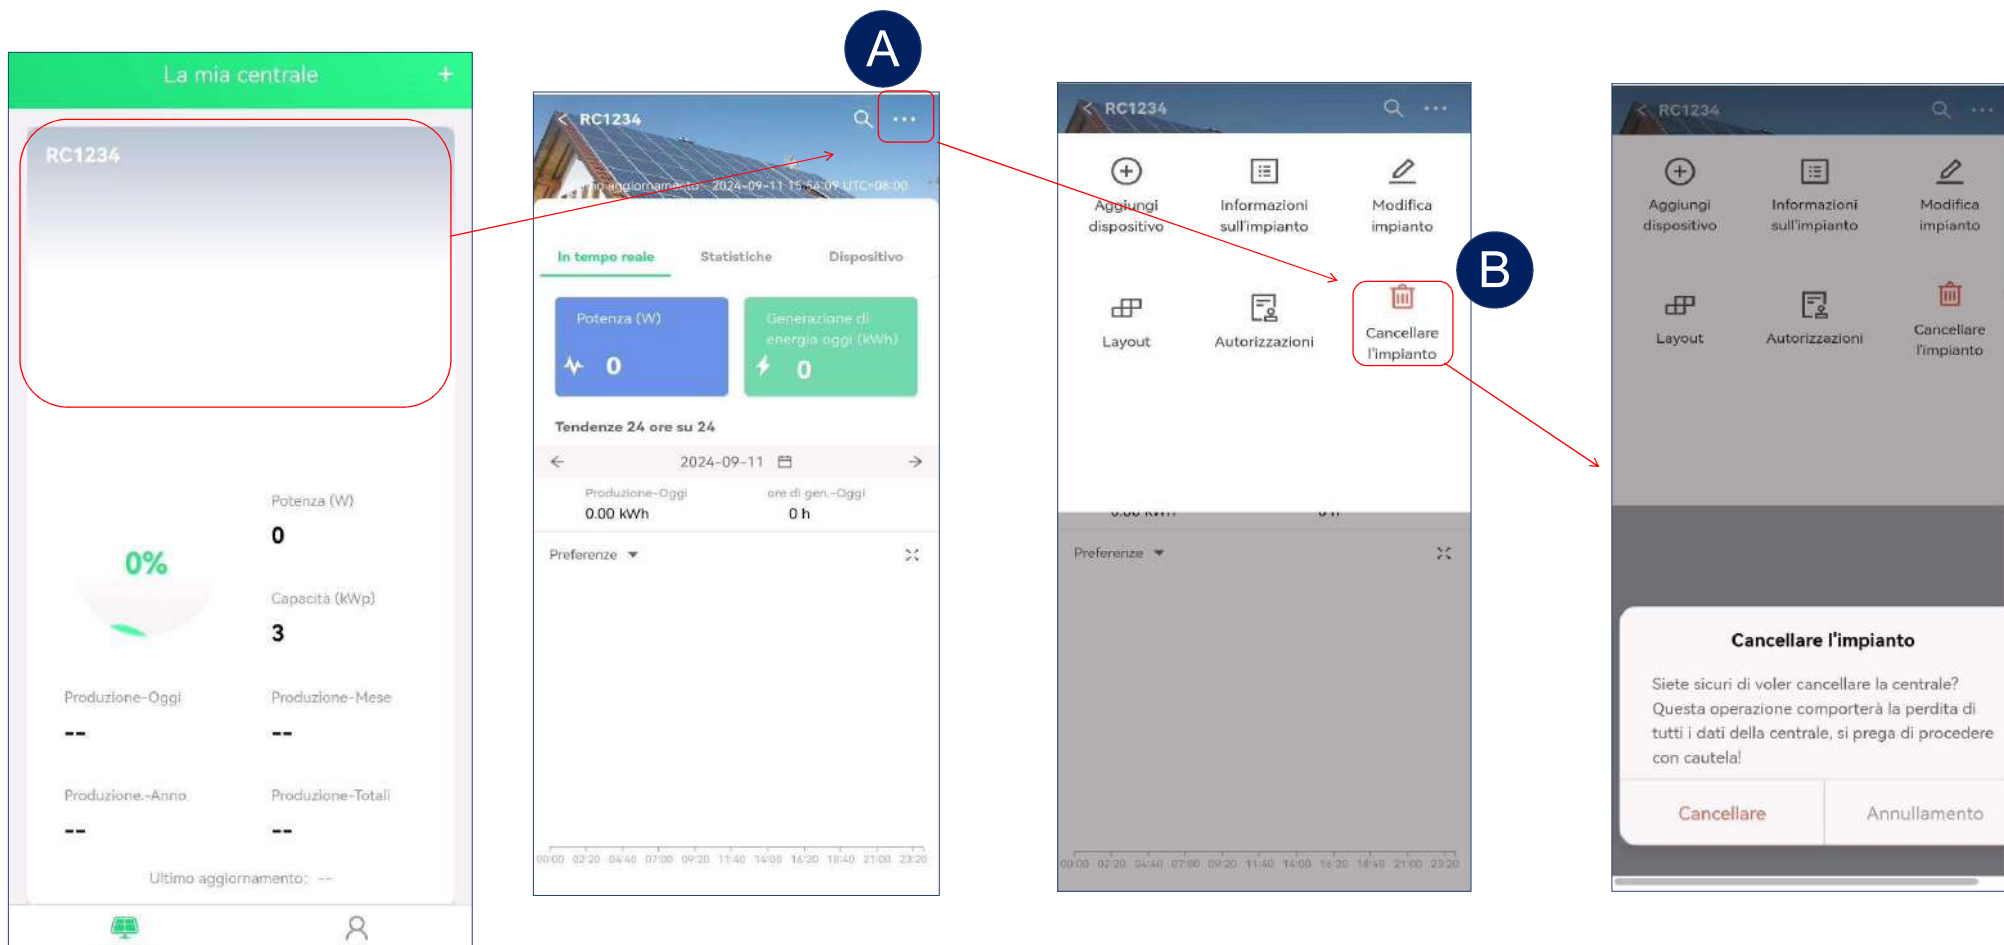 A
La mia centrale +
RC1234
0%
Potenza (W)
0
Capacità (kWp)
3
Produzione-Oggi Produzione-Mese
-- --
Produzione.-Anno Produzione-Totali
-- --
Ultimo aggiornamento: --
< RC1234 ...
aggiornamento: 2024-09-11 15:54:09 UTC+08:00
In tempo reale Statistiche Dispositivo
Potenza (W)
0
Generazione di
energia oggi (kWh)
0
Tendenze 24 ore su 24
← 2024-09-11 →
Produzione-Oggi ore di gen.-Oggi
0.00 kWh 0 h
Preferenze
00:00 02:20 04:40 07:00 09:20 11:40 14:00 16:20 18:40 21:00 23:20
B
< RC1234 ...
Aggiungi
dispositivo
Informazioni
sull'impianto
Modifica
impianto
Layout
Autorizzazioni
Cancellare
l'impianto
0.00 kWh 0 h
Preferenze
00:00 02:20 04:40 07:00 09:20 11:40 14:00 16:20 18:40 21:00 23:20
< RC1234 ...
Aggiungi
dispositivo
Informazioni
sull'impianto
Modifica
impianto
Layout
Autorizzazioni
Cancellare
l'impianto
Cancellare l'impianto
Siete sicuri di voler cancellare la centrale?
Questa operazione comporterà la perdita di
tutti i dati della centrale, si prega di procedere
con cautela!
Cancellare Annullamento